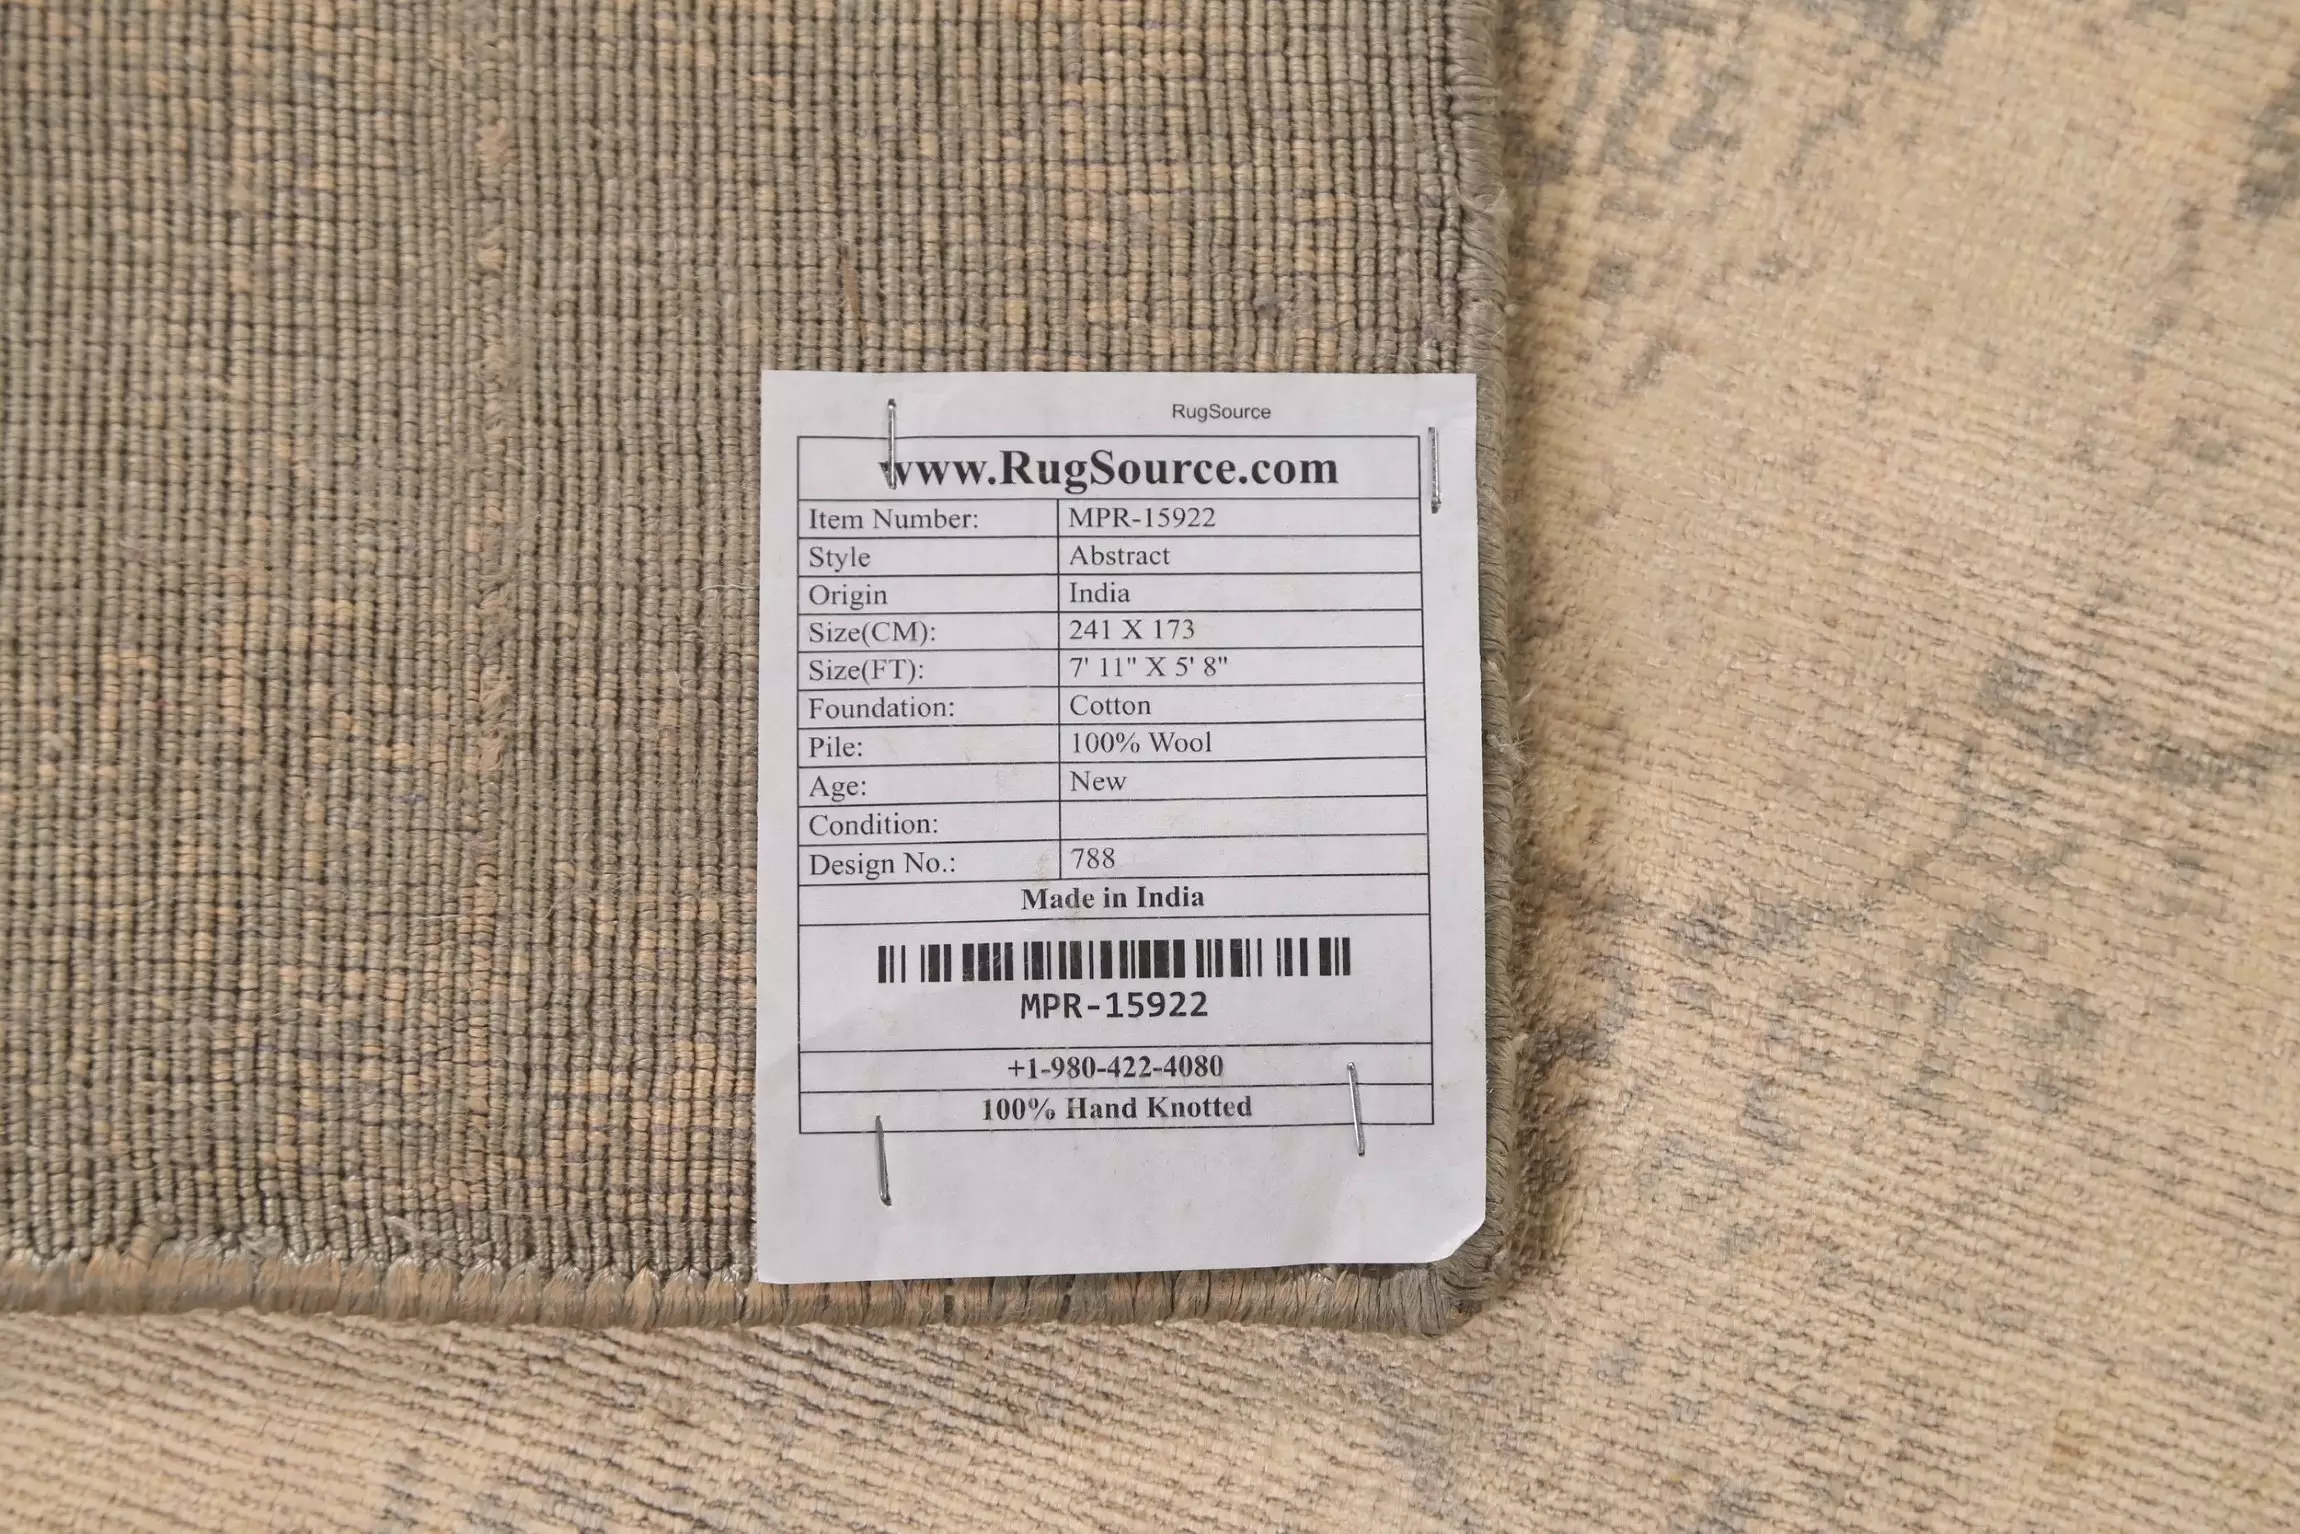 RugSource
www.RugSource.com
Item Number: MPR-15922
Style Abstract
Origin India
Size(CM): 241 X 173
Size(FT): 7' 11" X 5' 8"
Foundation: Cotton
Pile: 100% Wool
Age: New
Condition:
Design No.: 788
Made in India
MPR-15922
+1-980-422-4080
100% Hand Knotted